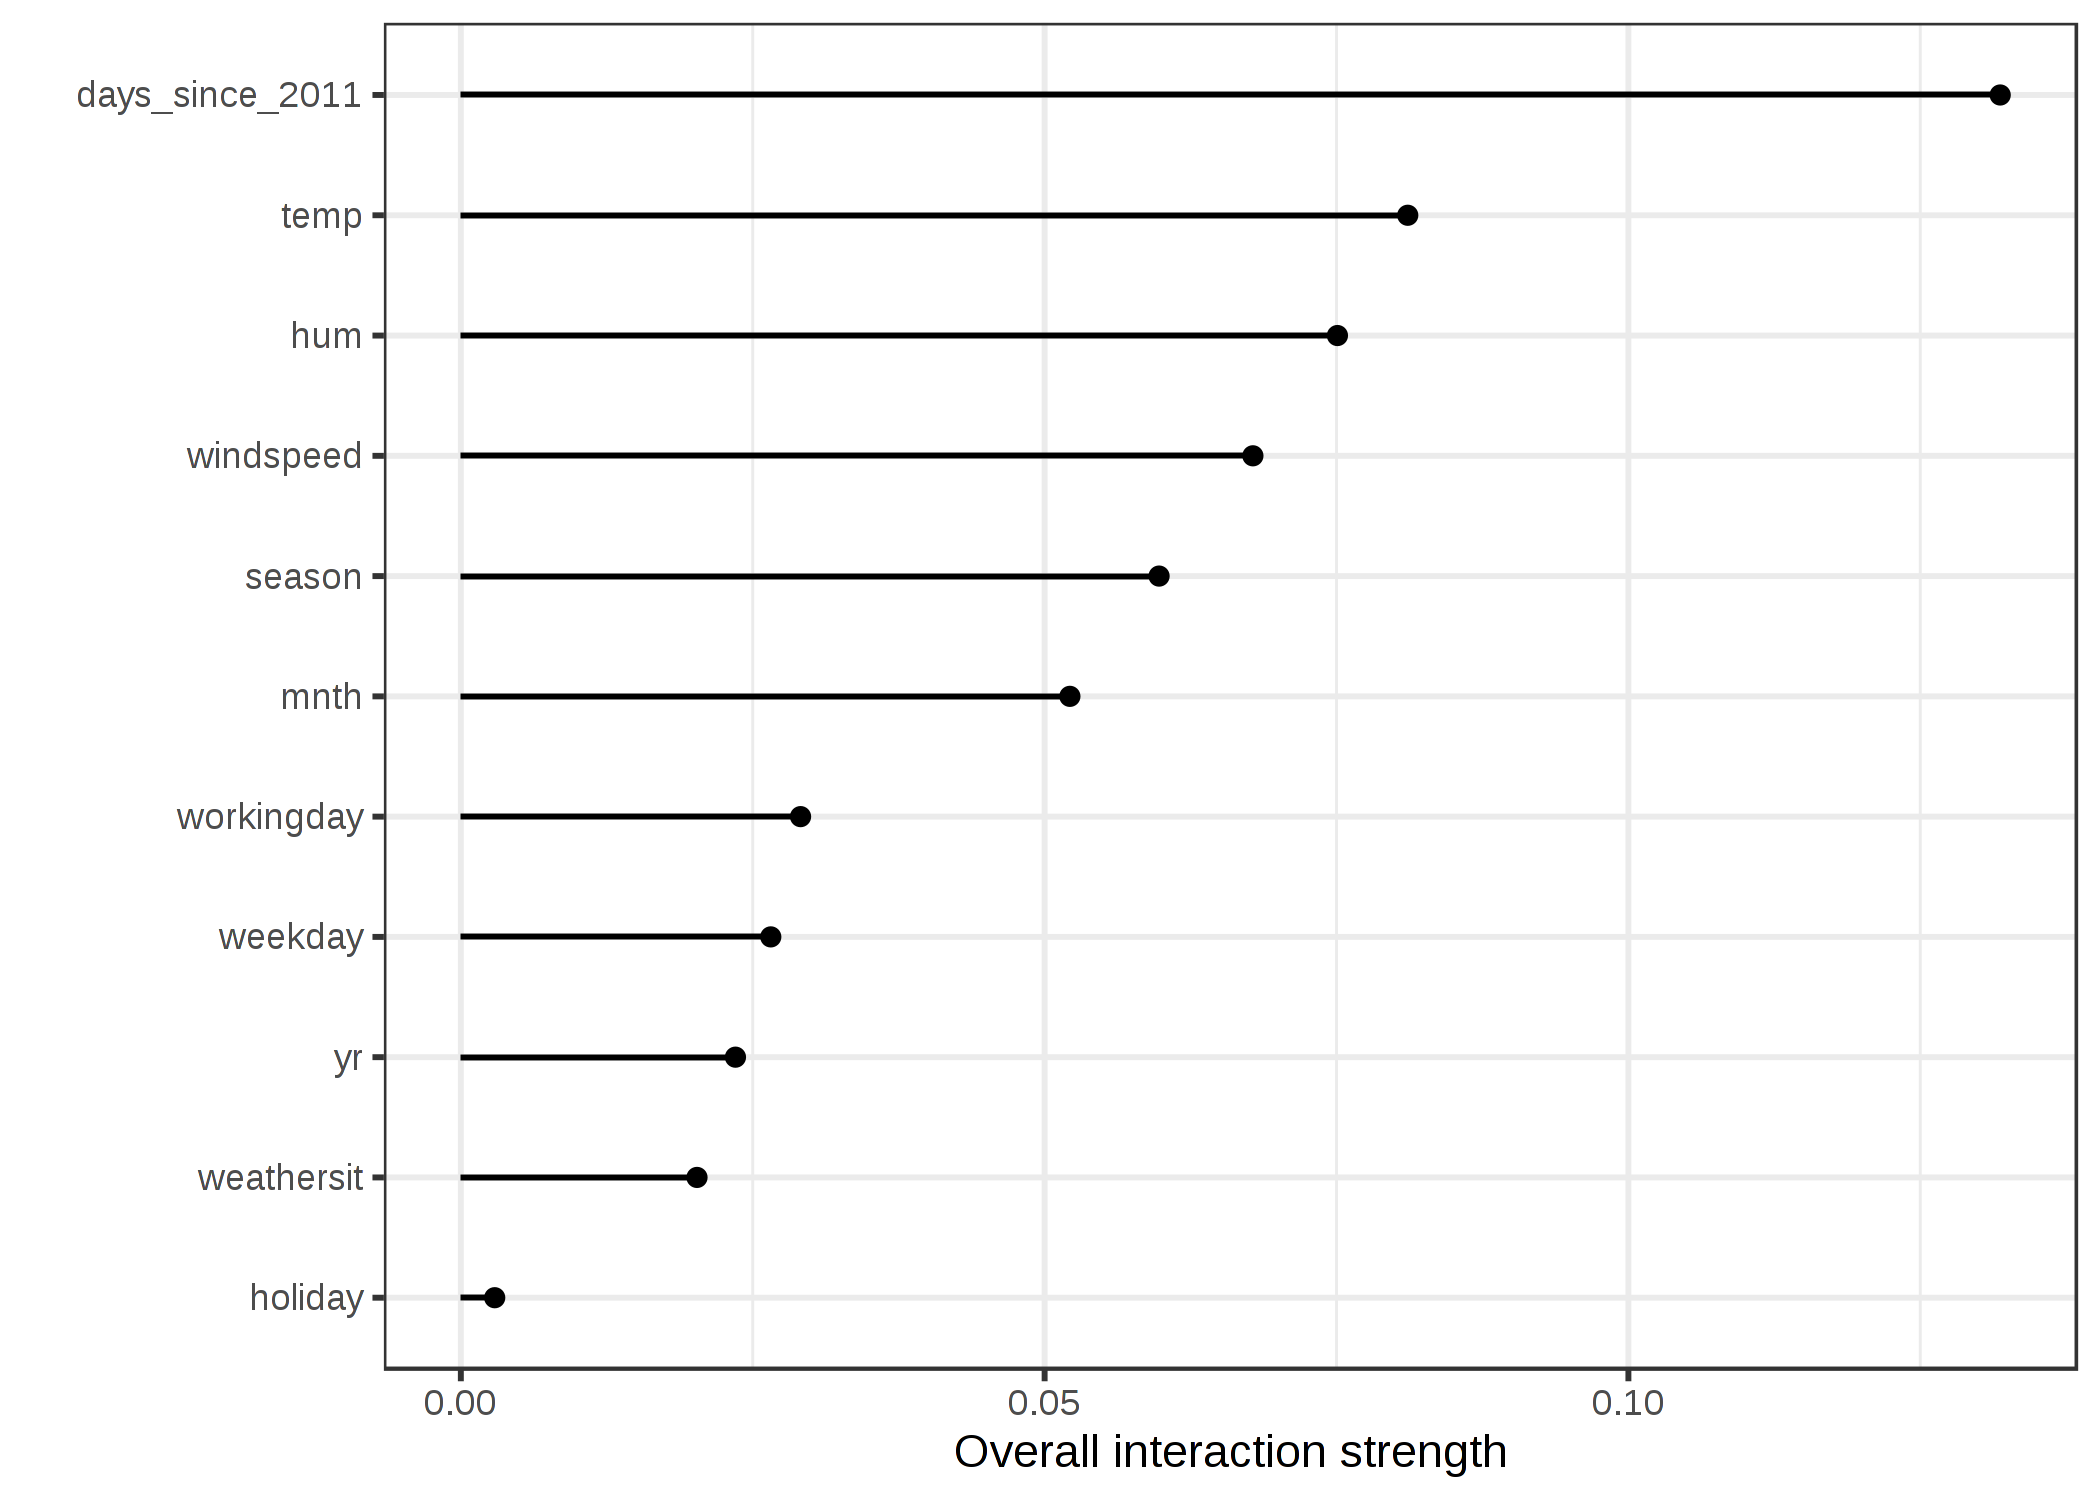 days_since_2011
temp
hum
windspeed
season
mnth
workingday
weekday
yr
weathersit
holiday
0.00 0.05 0.10
Overall interaction strength